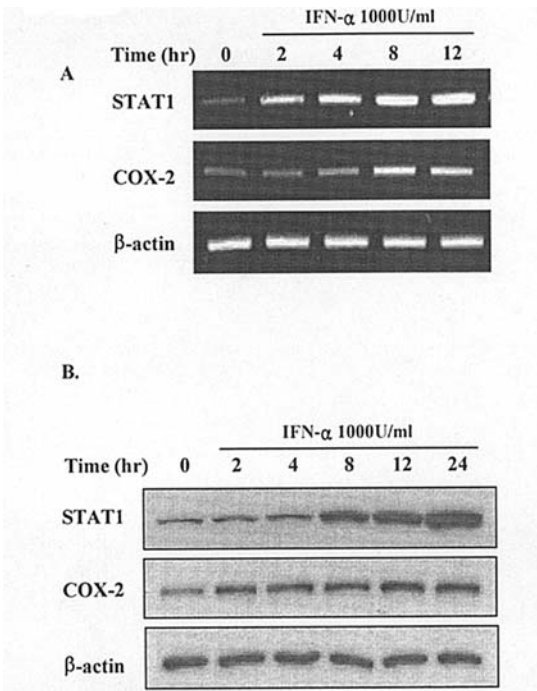 IFN-α 1000U/ml
A
Time (hr) 0 2 4 8 12
STAT1
COX-2
β-actin
B.
IFN-α 1000U/ml
Time (hr) 0 2 4 8 12 24
STAT1
COX-2
β-actin